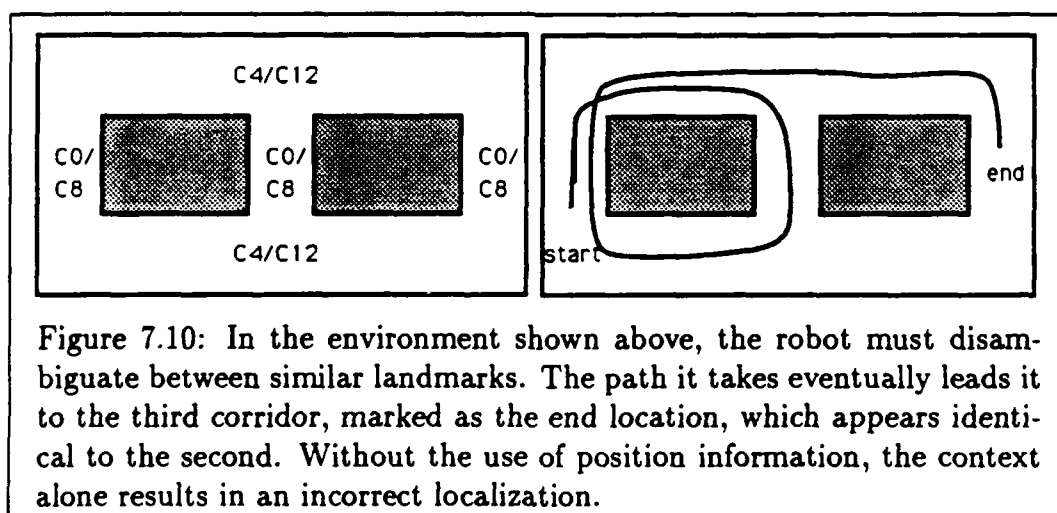 C4/C12
C0/ C0/ C0/
C8 C8 C8
C4/C12
end
start
Figure 7.10: In the environment shown above, the robot must disam-
biguate between similar landmarks. The path it takes eventually leads it
to the third corridor, marked as the end location, which appears identi-
cal to the second. Without the use of position information, the context
alone results in an incorrect localization.